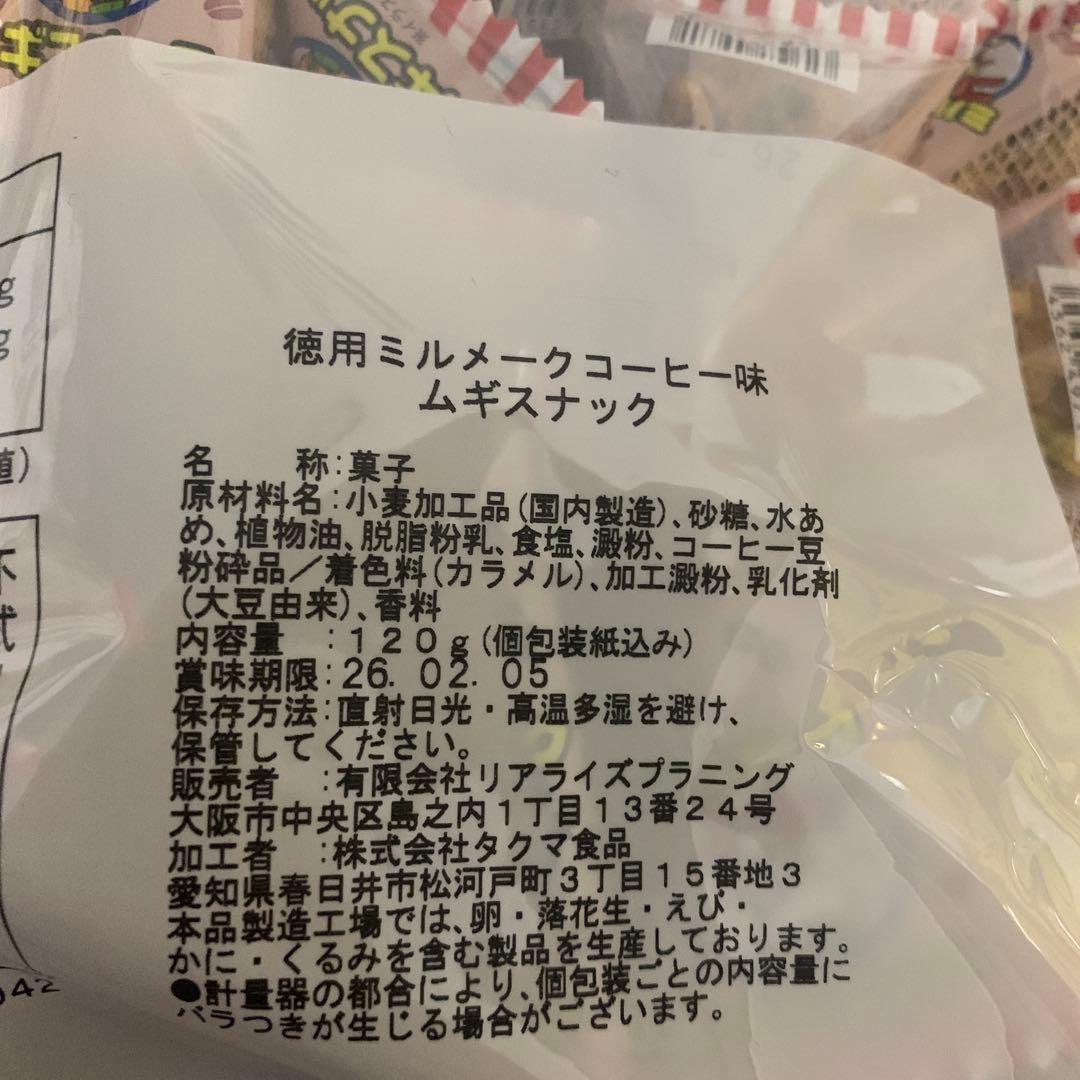 徳用ミルメークコーヒー味
ムギスナック
名　　称:菓子
原材料名:小麦加工品(国内製造)、砂糖、水あ
め、植物油、脱脂粉乳、食塩、澱粉、コーヒー豆
粉砕品／着色料(カラメル)、加工澱粉、乳化剤
(大豆由来)、香料
内容量　:１２０ｇ(個包装紙込み)
賞味期限:26. 02. 05
保存方法:直射日光・高温多湿を避け、
保管してください。
販売者　:有限会社リアライズプラニング
大阪市中央区島之内１丁目１３番２４号
加工者　:株式会社タクマ食品
愛知県春日井市松河戸町３丁目１５番地３
本品製造工場では、卵・落花生・えび・
かに・くるみを含む製品を生産しております。
●計量器の都合により、個包装ごとの内容量に
バラつきが生じる場合がございます。
g
g
値)
42